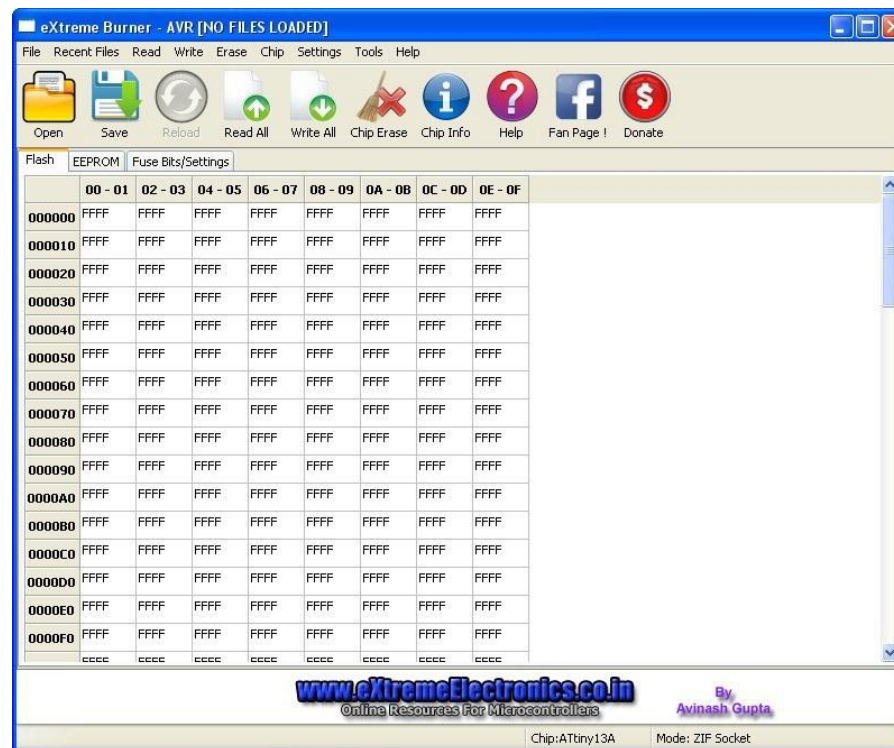 eXtreme Burner - AVR [NO FILES LOADED]
File Recent Files Read Write Erase Chip Settings Tools Help
Open Save Reload Read All Write All Chip Erase Chip Info Help Fan Page ! Donate
Flash EEPROM Fuse Bits/Settings
00 - 01 02 - 03 04 - 05 06 - 07 08 - 09 0A - 0B 0C - 0D 0E - 0F
000000 FFFF FFFF FFFF FFFF FFFF FFFF FFFF FFFF
000010 FFFF FFFF FFFF FFFF FFFF FFFF FFFF FFFF
000020 FFFF FFFF FFFF FFFF FFFF FFFF FFFF FFFF
000030 FFFF FFFF FFFF FFFF FFFF FFFF FFFF FFFF
000040 FFFF FFFF FFFF FFFF FFFF FFFF FFFF FFFF
000050 FFFF FFFF FFFF FFFF FFFF FFFF FFFF FFFF
000060 FFFF FFFF FFFF FFFF FFFF FFFF FFFF FFFF
000070 FFFF FFFF FFFF FFFF FFFF FFFF FFFF FFFF
000080 FFFF FFFF FFFF FFFF FFFF FFFF FFFF FFFF
000090 FFFF FFFF FFFF FFFF FFFF FFFF FFFF FFFF
0000A0 FFFF FFFF FFFF FFFF FFFF FFFF FFFF FFFF
0000B0 FFFF FFFF FFFF FFFF FFFF FFFF FFFF FFFF
0000C0 FFFF FFFF FFFF FFFF FFFF FFFF FFFF FFFF
0000D0 FFFF FFFF FFFF FFFF FFFF FFFF FFFF FFFF
0000E0 FFFF FFFF FFFF FFFF FFFF FFFF FFFF FFFF
0000F0 FFFF FFFF FFFF FFFF FFFF FFFF FFFF FFFF
www.eXtremeElectronics.co.in
Online Resources For Microcontrollers
By
Avinash Gupta
Chip:ATtiny13A Mode: ZIF Socket